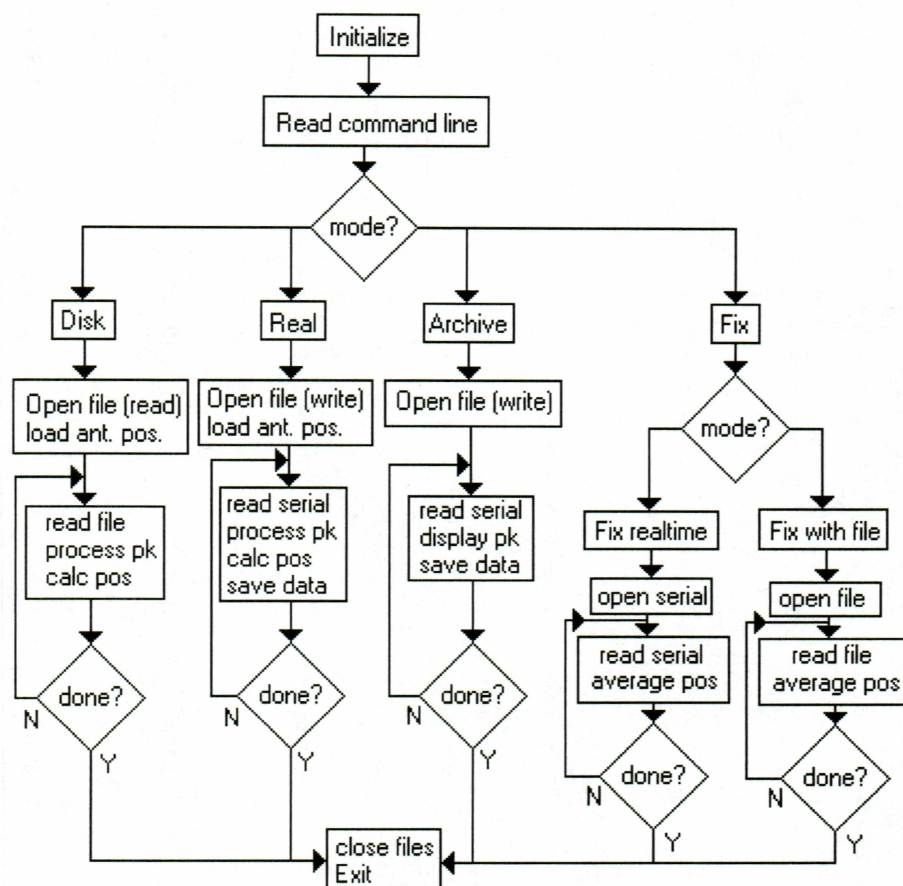 Initialize
Read command line
mode?
Disk
Real
Archive
Fix
Open file (read)
load ant. pos.
Open file (write)
load ant. pos.
Open file (write)
mode?
read file
process pk
calc pos
read serial
process pk
calc pos
save data
read serial
display pk
save data
Fix realtime
Fix with file
open serial
open file
read serial
average pos
read file
average pos
done?
N
Y
done?
N
Y
done?
N
Y
done?
N
Y
done?
N
Y
close files
Exit